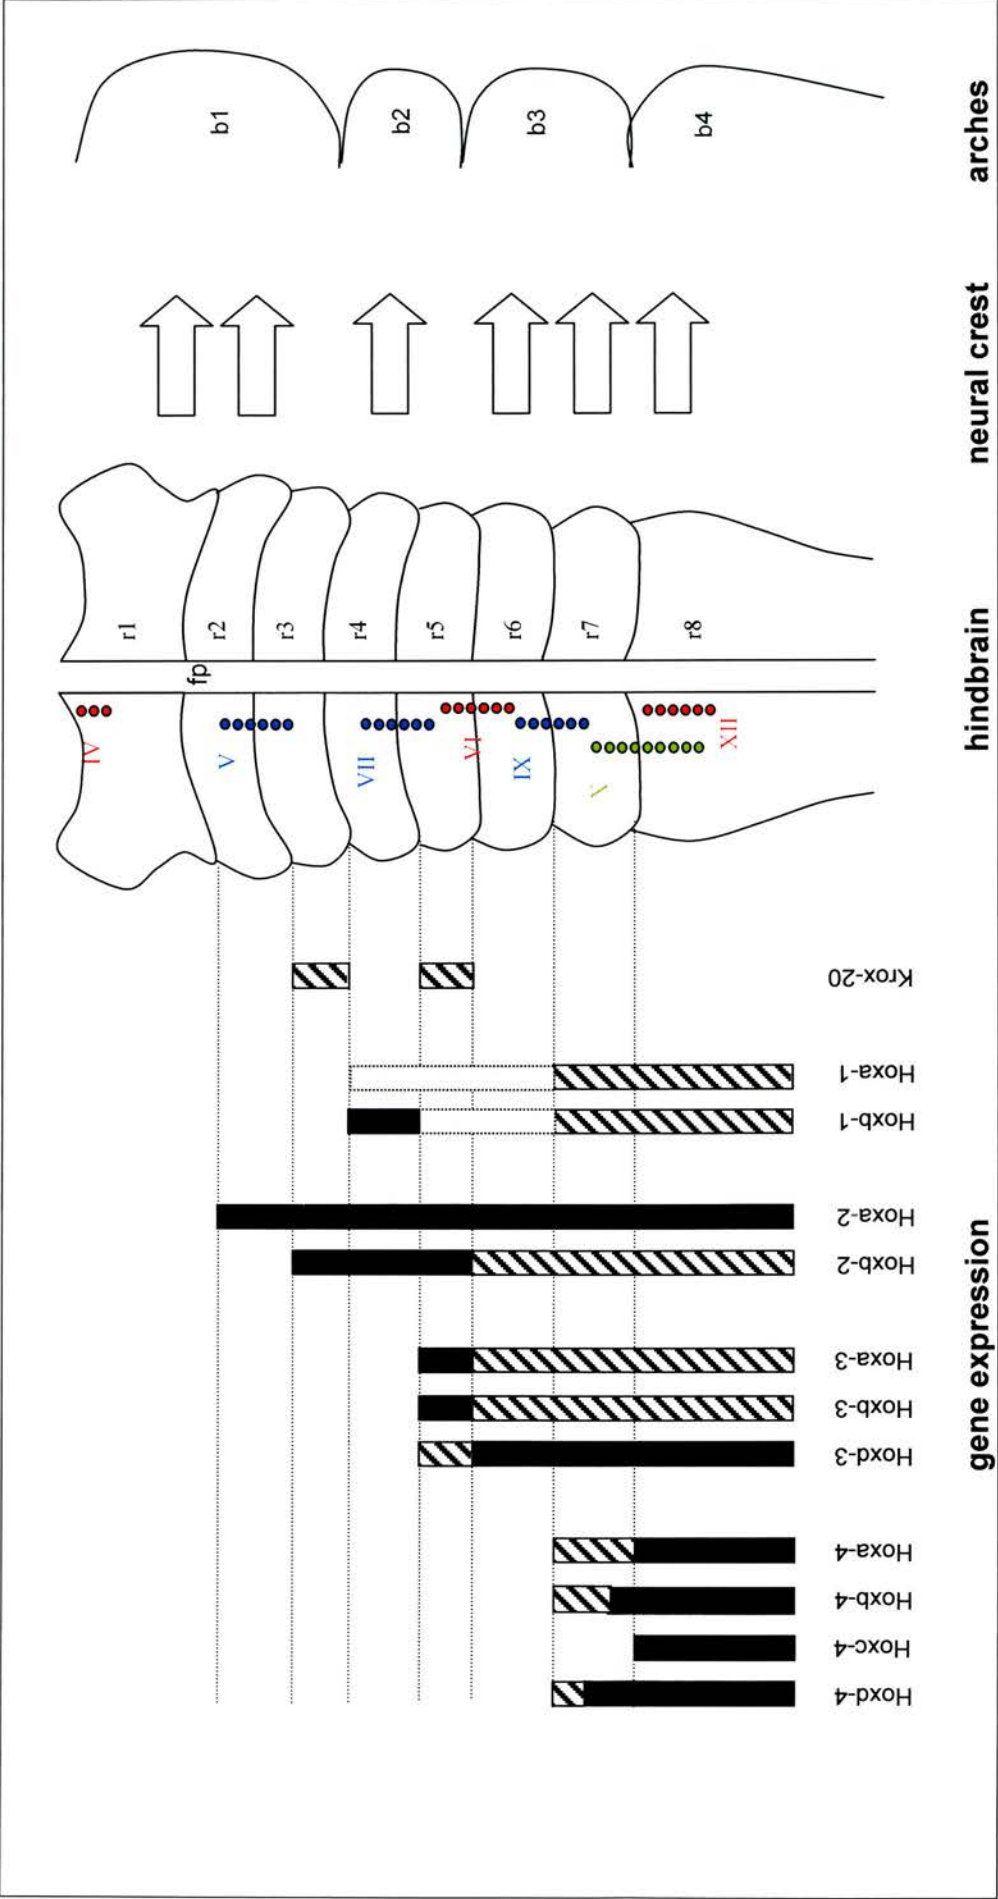 b1
b2
b3
b4
arches
neural crest
r1
r2
r3
r4
r5
r6
r7
r8
fp
IV
V
VII
VI
IX
XII
hindbrain
Krox-20
Hoxa-1
Hoxb-1
Hoxa-2
Hoxb-2
Hoxa-3
Hoxb-3
Hoxd-3
Hoxa-4
Hoxb-4
Hoxc-4
Hoxd-4
gene expression